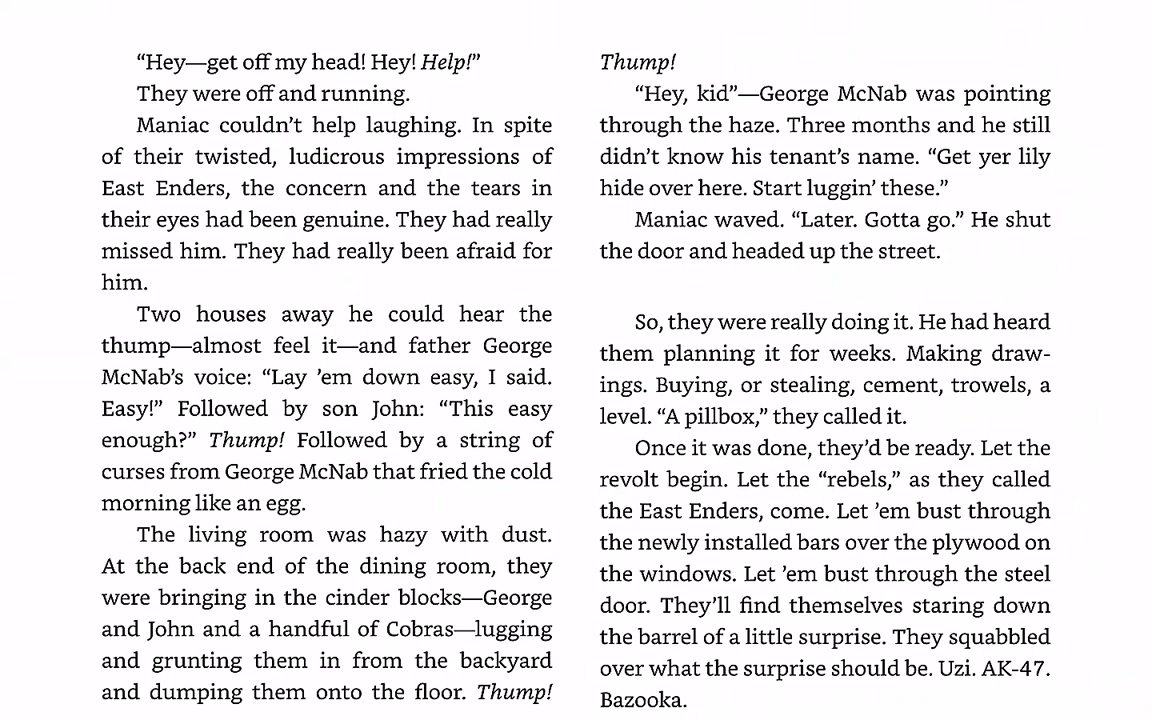 “Hey—get off my head! Hey! Help!”
They were off and running.
Maniac couldn’t help laughing. In spite
of their twisted, ludicrous impressions of
East Enders, the concern and the tears in
their eyes had been genuine. They had really
missed him. They had really been afraid for
him.
Two houses away he could hear the
thump—almost feel it—and father George
McNab’s voice: “Lay ’em down easy, I said.
Easy!” Followed by son John: “This easy
enough?” Thump! Followed by a string of
curses from George McNab that fried the cold
morning like an egg.
The living room was hazy with dust.
At the back end of the dining room, they
were bringing in the cinder blocks—George
and John and a handful of Cobras—lugging
and grunting them in from the backyard
and dumping them onto the floor. Thump!
Thump!
“Hey, kid”—George McNab was pointing
through the haze. Three months and he still
didn’t know his tenant’s name. “Get yer lily
hide over here. Start luggin’ these.”
Maniac waved. “Later. Gotta go.” He shut
the door and headed up the street.
So, they were really doing it. He had heard
them planning it for weeks. Making draw-
ings. Buying, or stealing, cement, trowels, a
level. “A pillbox,” they called it.
Once it was done, they’d be ready. Let the
revolt begin. Let the “rebels,” as they called
the East Enders, come. Let ’em bust through
the newly installed bars over the plywood on
the windows. Let ’em bust through the steel
door. They’ll find themselves staring down
the barrel of a little surprise. They squabbled
over what the surprise should be. Uzi. AK-47.
Bazooka.